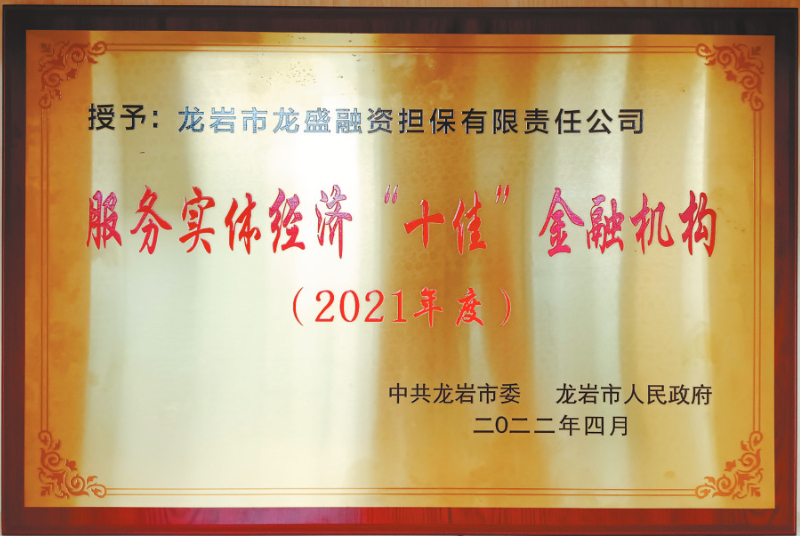 授予：龙岩市龙盛融资担保有限责任公司
服务实体经济“十佳”金融机构
（2021年度）
中共龙岩市委 龙岩市人民政府
二〇二二年四月